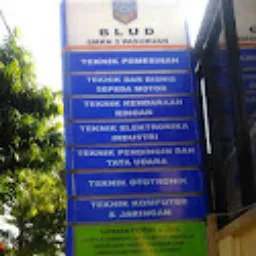 BLUD
SMKN 2 PASURUAN
TEKNIK PEMESINAN
TEKNIK DAN BISNIS
SEPEDA MOTOR
TEKNIK KENDARAAN
RINGAN
TEKNIK ELEKTRONIKA
INDUSTRI
TEKNIK PENDINGIN DAN
TATA UDARA
TEKNIK OTOTRONIK
TEKNIK KOMPUTER
& JARINGAN